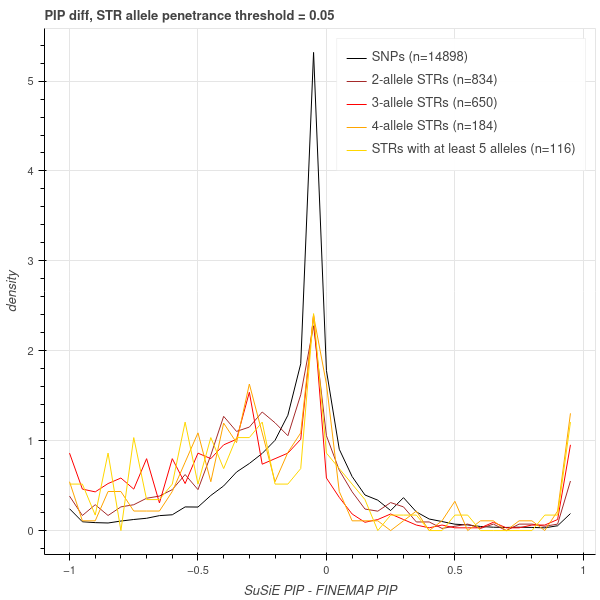 PIP diff, STR allele penetrance threshold = 0.05
SNPs (n=14898)
2-allele STRs (n=834)
3-allele STRs (n=650)
4-allele STRs (n=184)
STRs with at least 5 alleles (n=116)
density
5
4
3
2
1
0
−1
−0.5
0
0.5
1
SuSiE PIP - FINEMAP PIP